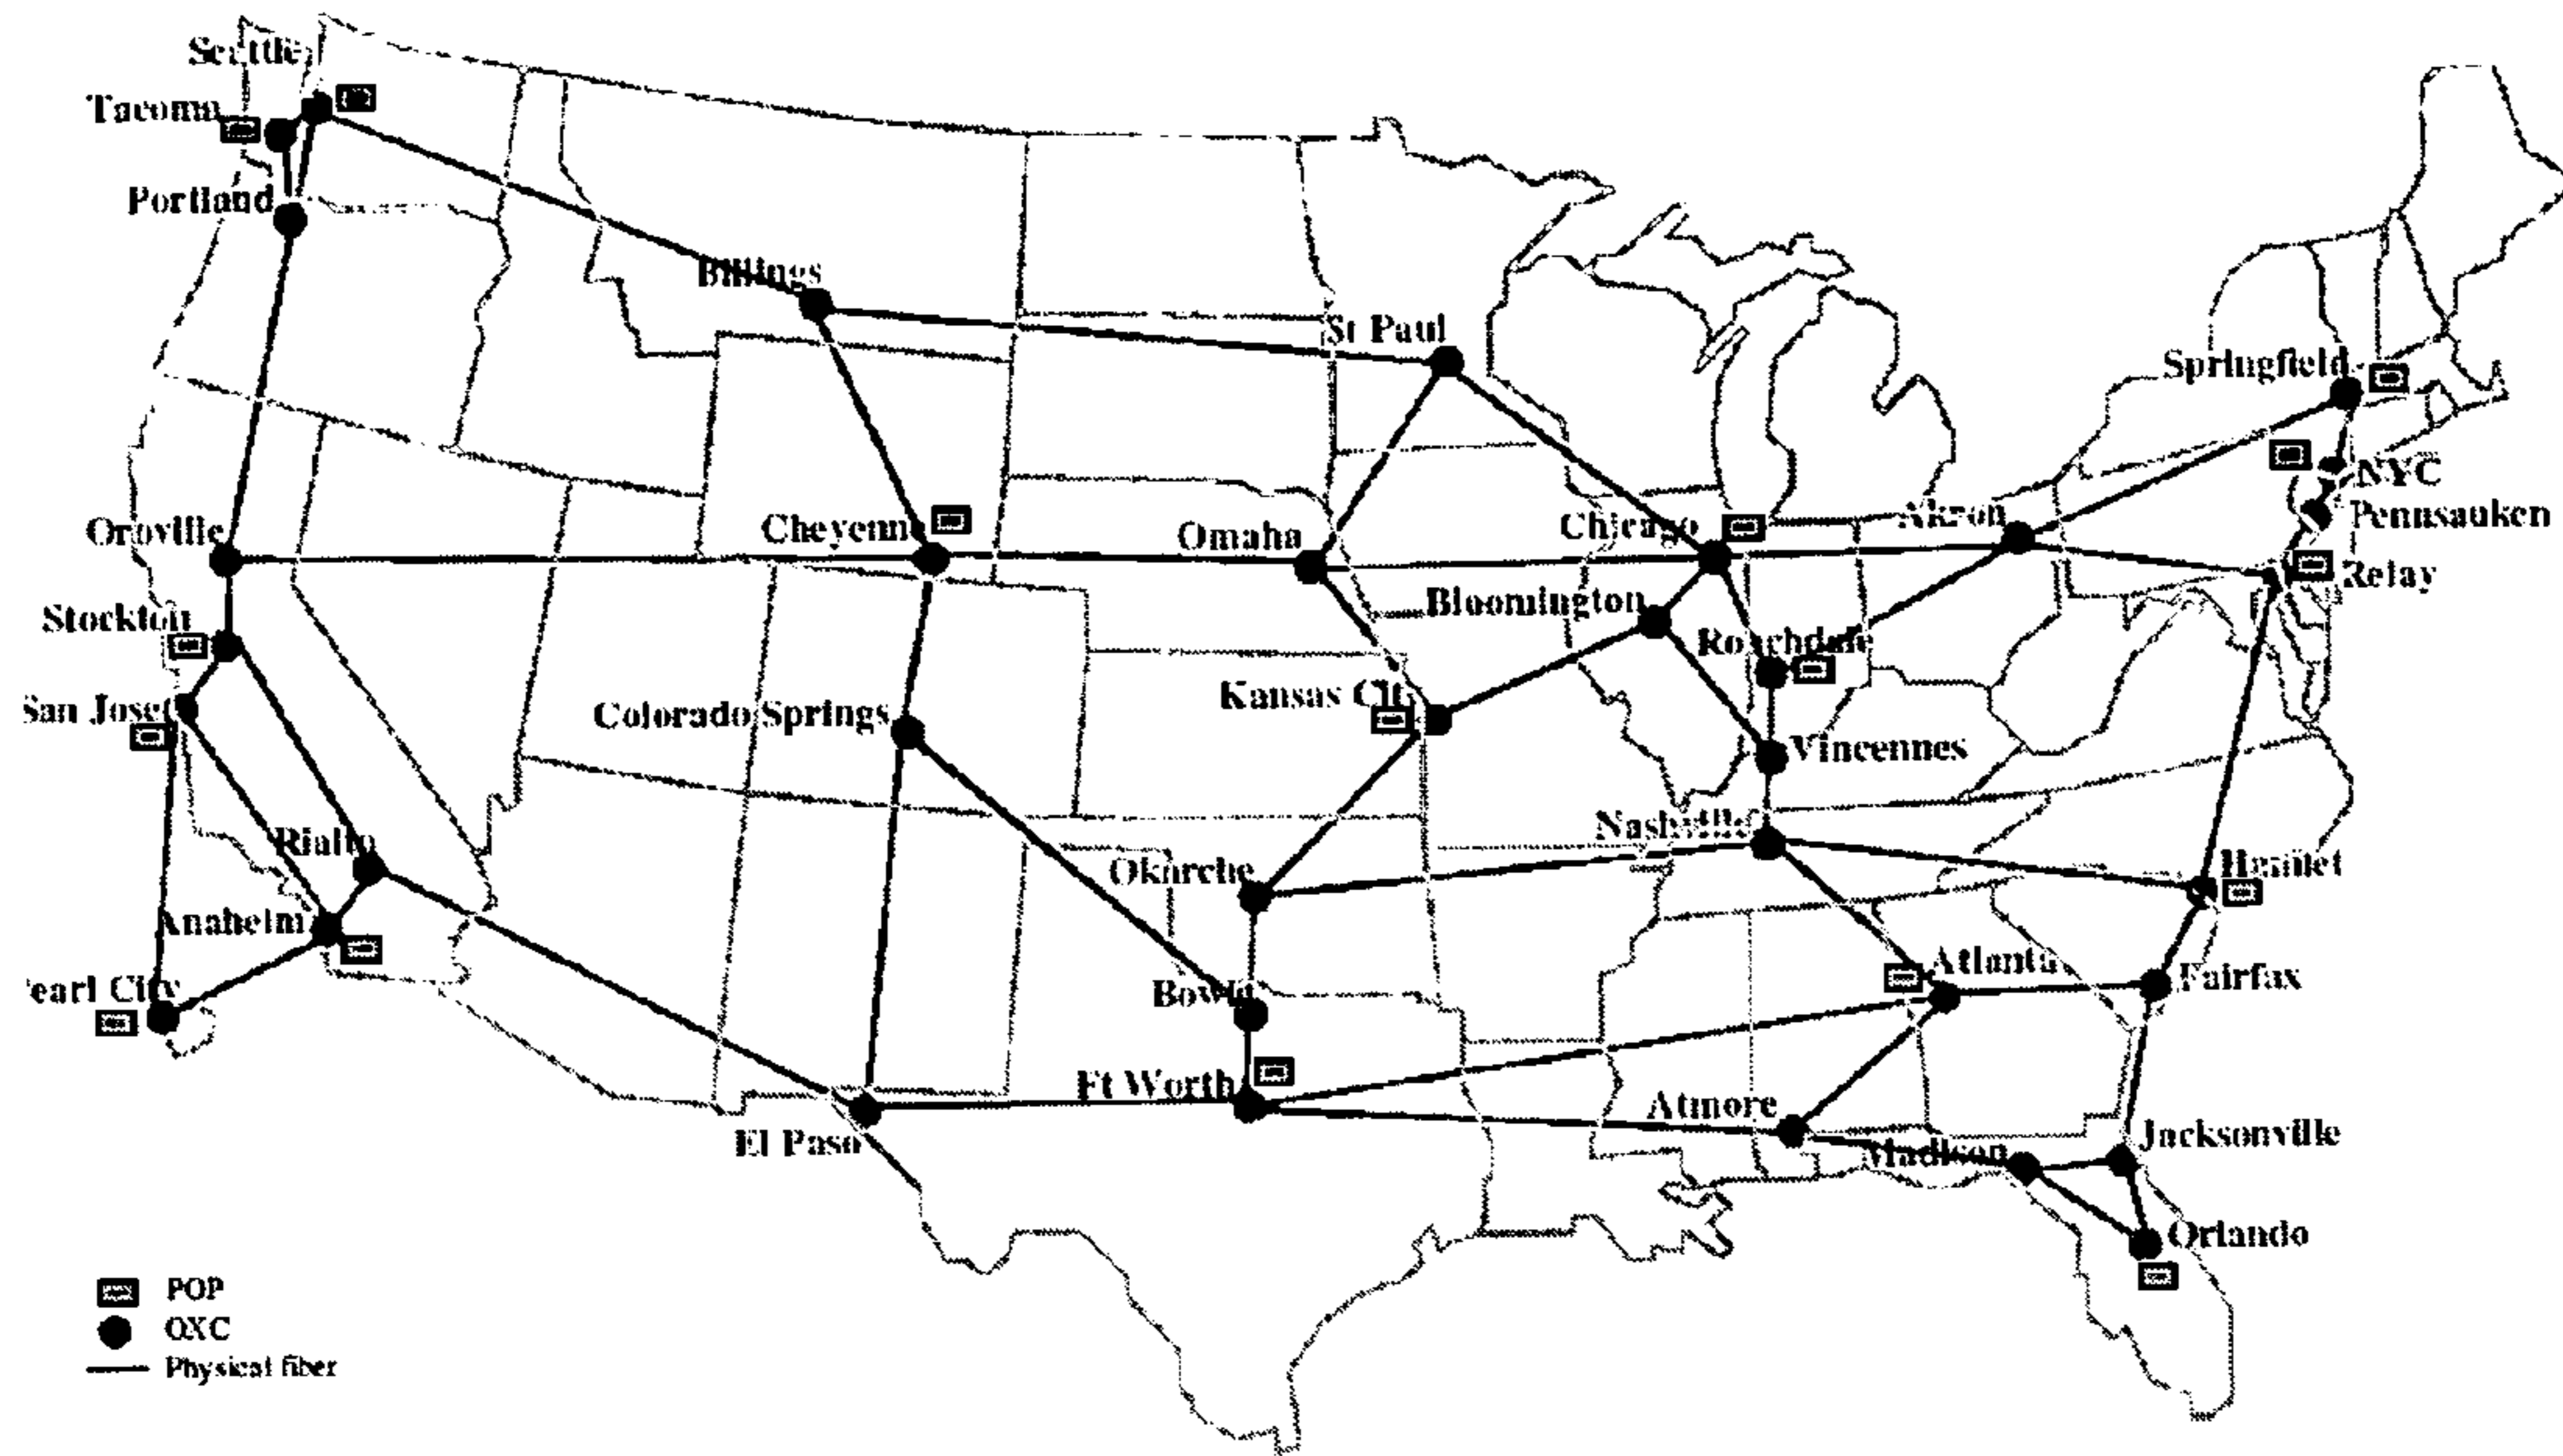 Seattle
Tacoma
Portland
Billings
St Paul
Springfield
NYC
Pennsauken
Oroville
Cheyenne
Omaha
Chicago
Akron
Relay
Stockton
Bloomington
Roachdale
San Jose
Colorado Springs
Kansas City
Vincennes
Rialto
Nashville
Okarche
Hamlet
Anaheim
Pearl City
Bowie
Atlanta
Fairfax
Ft Worth
Atmore
El Paso
Madison
Jacksonville
Orlando
POP
OXC
Physical fiber